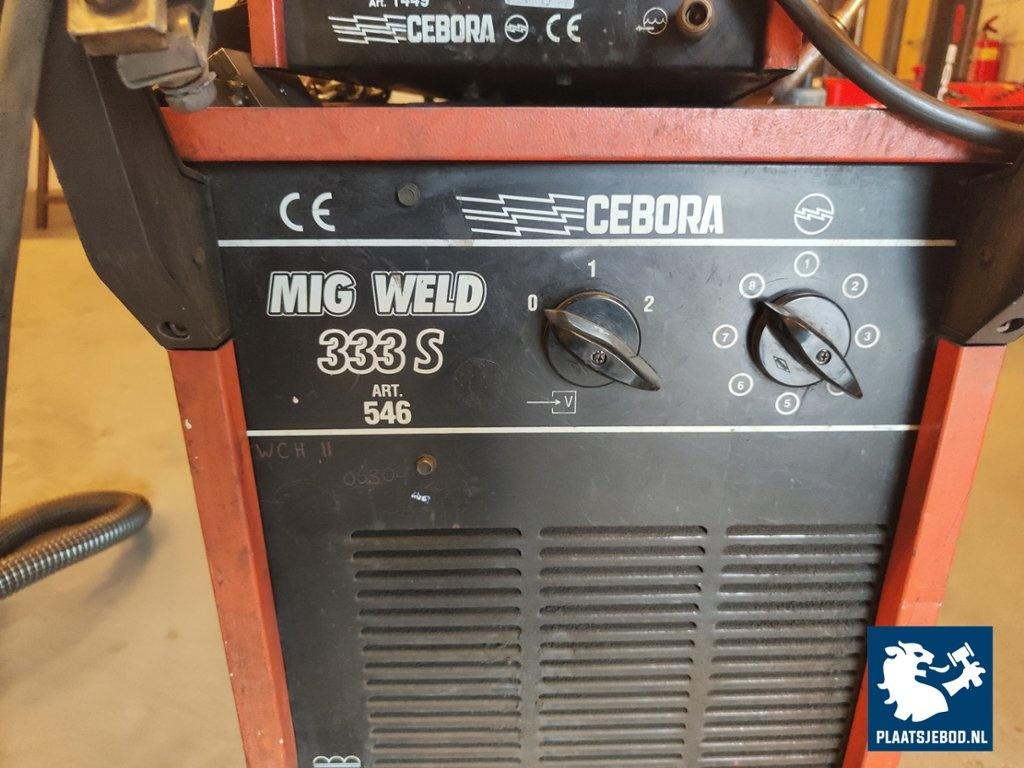 ART. 1449
CEBORA CE
CE CEBORA
MIG WELD
333 S
ART.
546
0 1 2
V
1 2 3 5 6 7 8
WCH 11
PLAATSJEBOD.NL